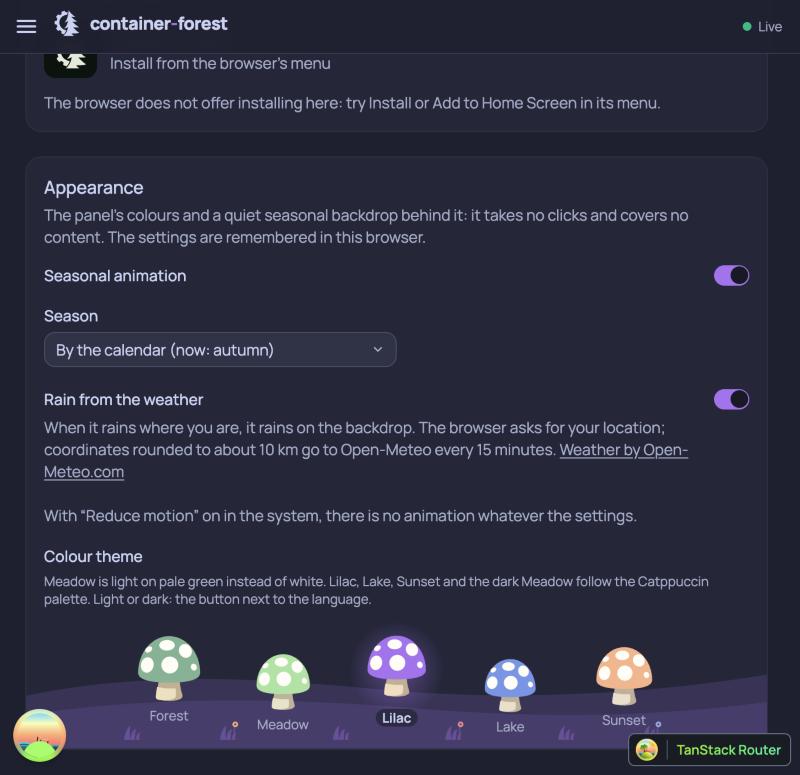 container-forest
Live
Install from the browser's menu
The browser does not offer installing here: try Install or Add to Home Screen in its menu.
Appearance
The panel's colours and a quiet seasonal backdrop behind it: it takes no clicks and covers no
content. The settings are remembered in this browser.
Seasonal animation
Season
By the calendar (now: autumn)
Rain from the weather
When it rains where you are, it rains on the backdrop. The browser asks for your location;
coordinates rounded to about 10 km go to Open-Meteo every 15 minutes. Weather by Open-
Meteo.com
With “Reduce motion” on in the system, there is no animation whatever the settings.
Colour theme
Meadow is light on pale green instead of white. Lilac, Lake, Sunset and the dark Meadow follow the Catppuccin
palette. Light or dark: the button next to the language.
Forest
Meadow
Lilac
Lake
Sunset
TanStack Router